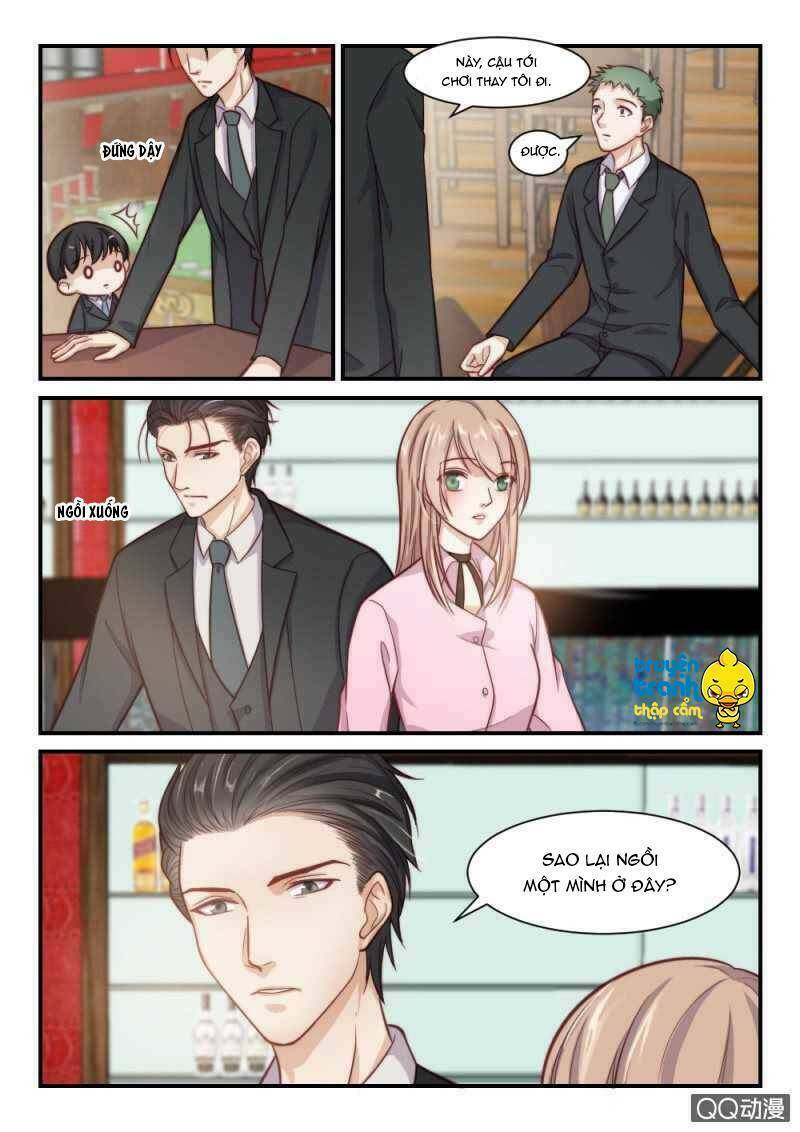 ĐỨNG DẬY
NÀY, CẬU TỚI
CHƠI THAY TÔI ĐI.
ĐƯỢC.
NGỒI XUỐNG
truyện
tranh
thập cẩm
SAO LẠI NGỒI
MỘT MÌNH Ở ĐÂY?
QQ动漫